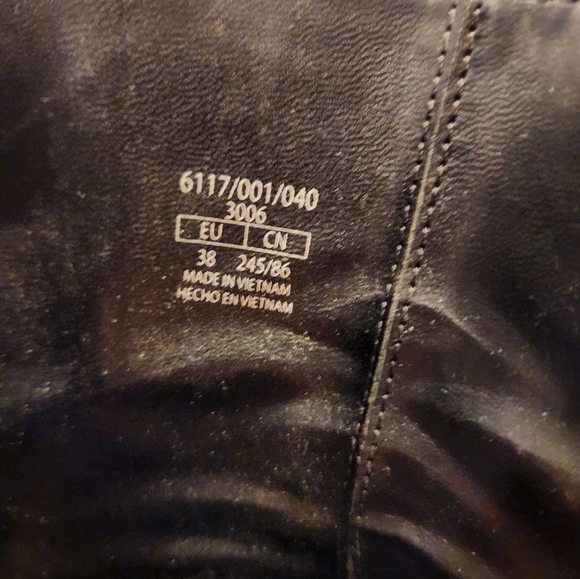 6117/001/040
3006
EU CN
38 245/86
MADE IN VIETNAM
HECHO EN VIETNAM